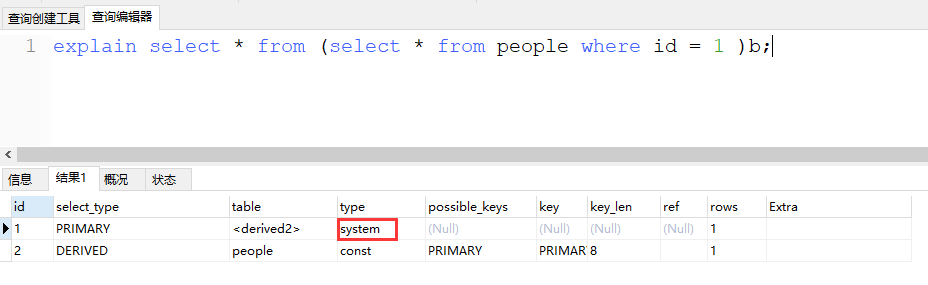 查询创建工具 查询编辑器
1 explain select * from (select * from people where id = 1 )b;
信息 结果1 概况 状态
id select_type table type possible_keys key key_len ref rows Extra
1 PRIMARY <derived2> system (Null) (Null) (Null) (Null) 1
2 DERIVED people const PRIMARY PRIMAR 8 1